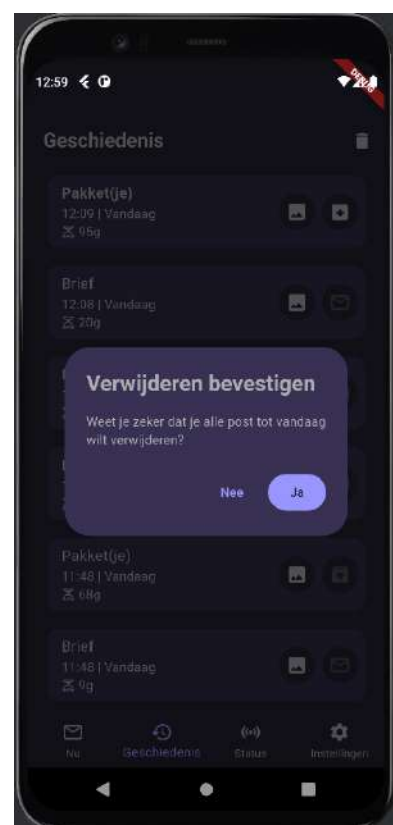 12:59
DEBUG
Geschiedenis
Pakket(je)
12:09 | Vandaag
95g
Brief
12:08 | Vandaag
20g
Verwijderen bevestigen
Weet je zeker dat je alle post tot vandaag
wilt verwijderen?
Nee Ja
Pakket(je)
11:48 | Vandaag
68g
Brief
11:48 | Vandaag
9g
Nu Geschiedenis Status Instellingen